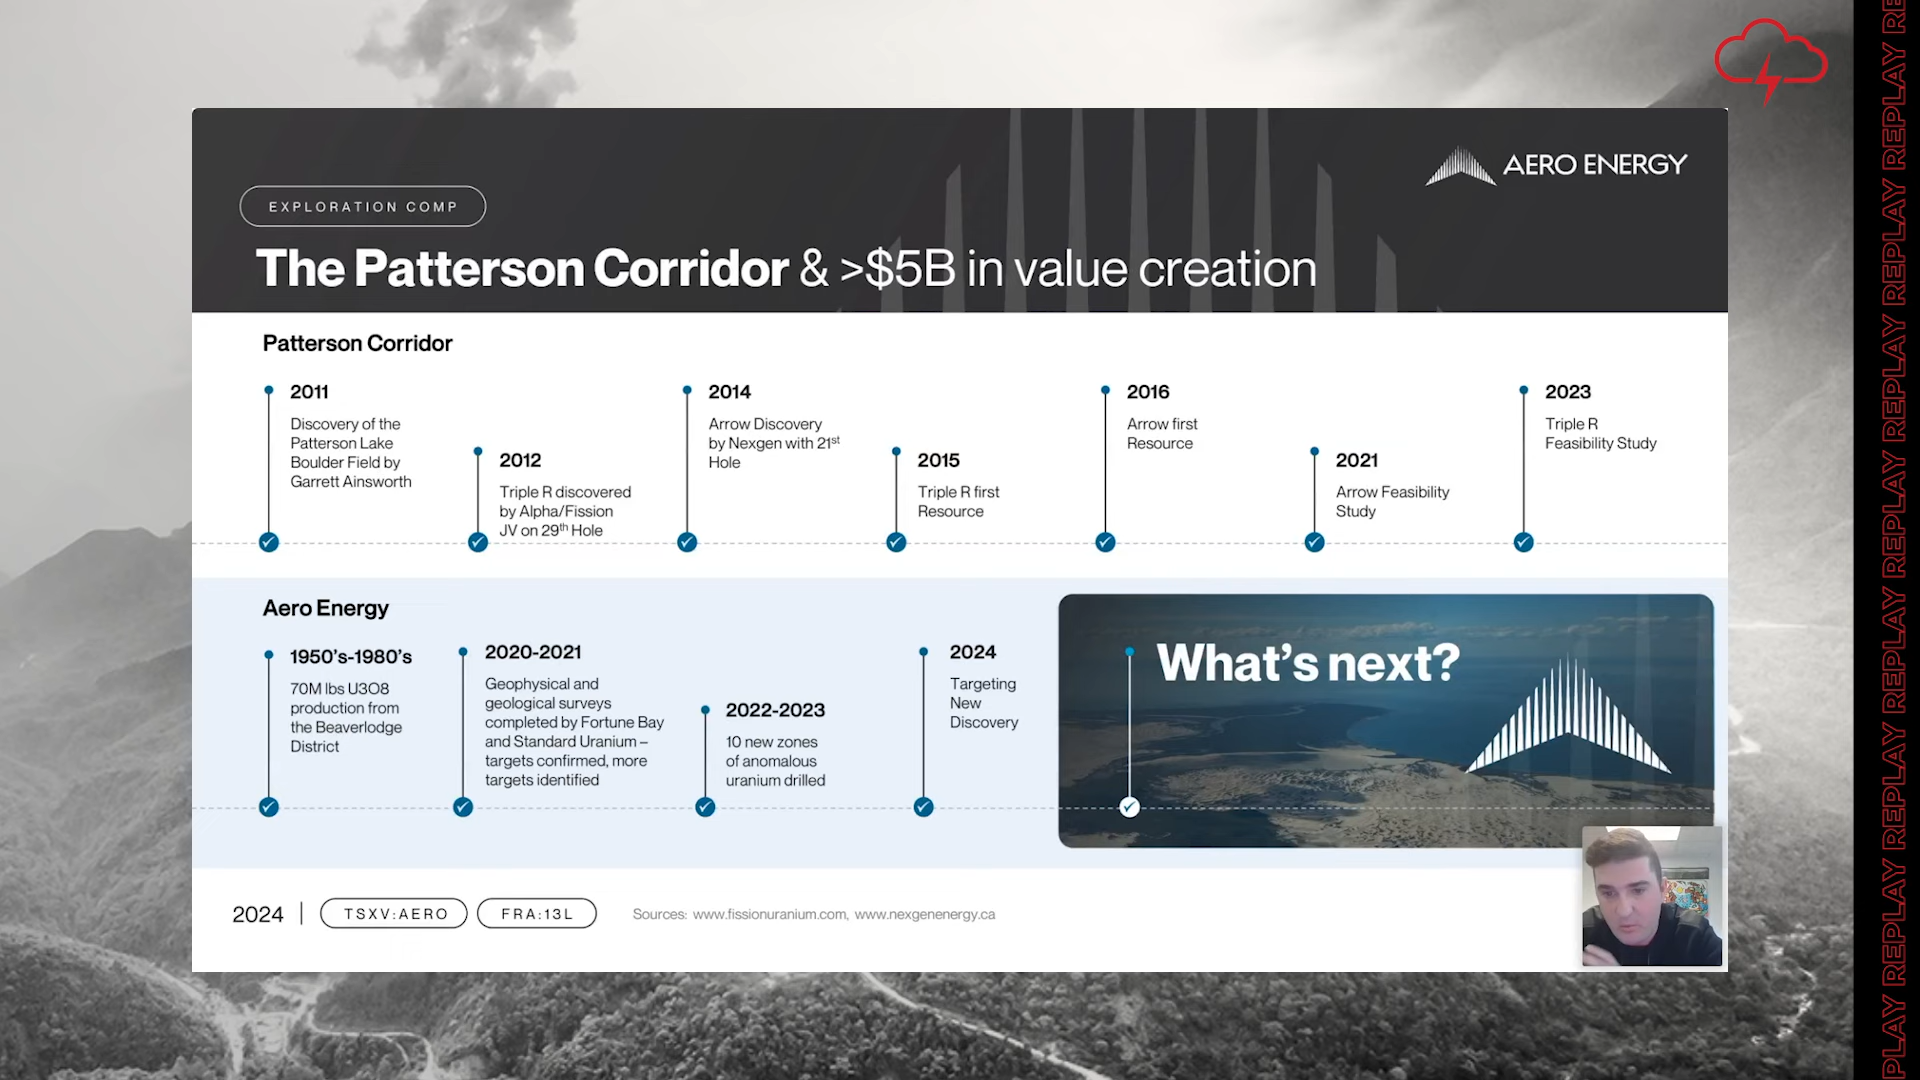 AERO ENERGY
EXPLORATION COMP
The Patterson Corridor & >$5B in value creation
Patterson Corridor
2011
Discovery of the
Patterson Lake
Boulder Field by
Garrett Ainsworth
2012
Triple R discovered
by Alpha/Fission
JV on 29th Hole
2014
Arrow Discovery
by Nexgen with 21st
Hole
2015
Triple R first
Resource
2016
Arrow first
Resource
2021
Arrow Feasibility
Study
2023
Triple R
Feasibility Study
Aero Energy
1950's-1980's
70M lbs U3O8
production from
the Beaverlodge
District
2020-2021
Geophysical and
geological surveys
completed by Fortune Bay
and Standard Uranium –
targets confirmed, more
targets identified
2022-2023
10 new zones
of anomalous
uranium drilled
2024
Targeting
New
Discovery
What's next?
2024
TSXV:AERO
FRA:13L
Sources: www.fissionuranium.com, www.nexgenenergy.ca
PLAY REPLAY REPLAY REPLAY REPLAY REPLAY REPLAY REPLAY REPLAY REPLAY RE